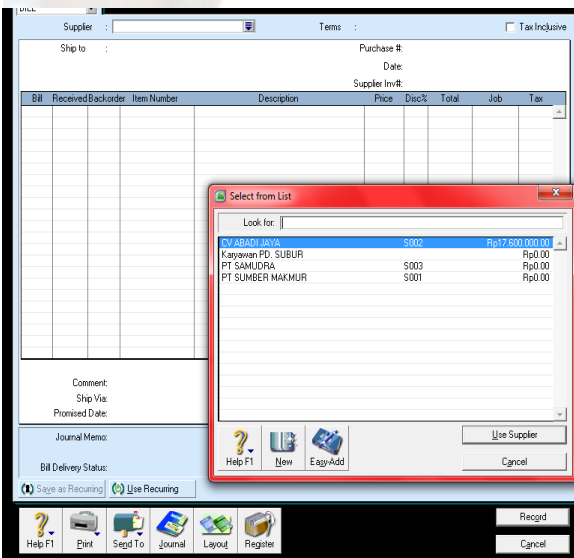 BILL
Supplier :
Terms :
Tax Inclusive
Ship to :
Purchase #:
Date:
Supplier Inv#:
Bill Received Backorder Item Number Description Price Disc% Total Job Tax
Select from List
Look for:
CV ABADI JAYA S002 Rp17.600.000.00
Karyawan PD. SUBUR Rp0.00
PT SAMUDRA S003 Rp0.00
PT SUMBER MAKMUR S001 Rp0.00
Help F1 New Easy-Add
Use Supplier
Cancel
Comment:
Ship Via:
Promised Date:
Journal Memo:
Bill Delivery Status:
Save as Recurring Use Recurring
Help F1 Print Send To Journal Layout Register
Record
Cancel